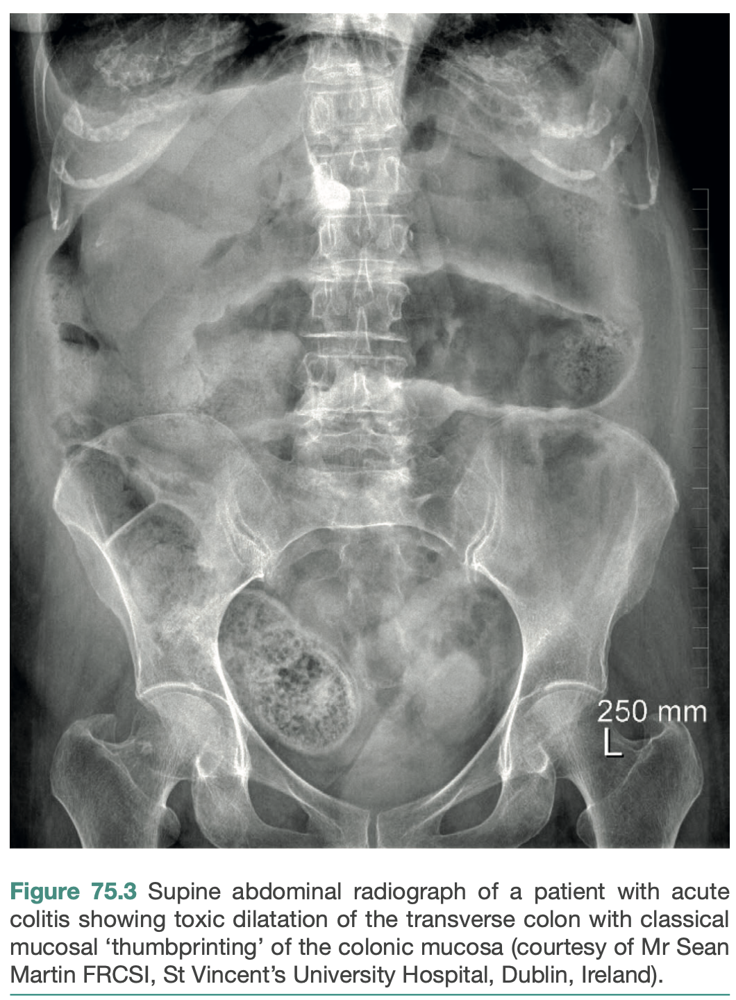 250 mm
L
Figure 75.3 Supine abdominal radiograph of a patient with acute
colitis showing toxic dilatation of the transverse colon with classical
mucosal ‘thumbprinting’ of the colonic mucosa (courtesy of Mr Sean
Martin FRCSI, St Vincent’s University Hospital, Dublin, Ireland).